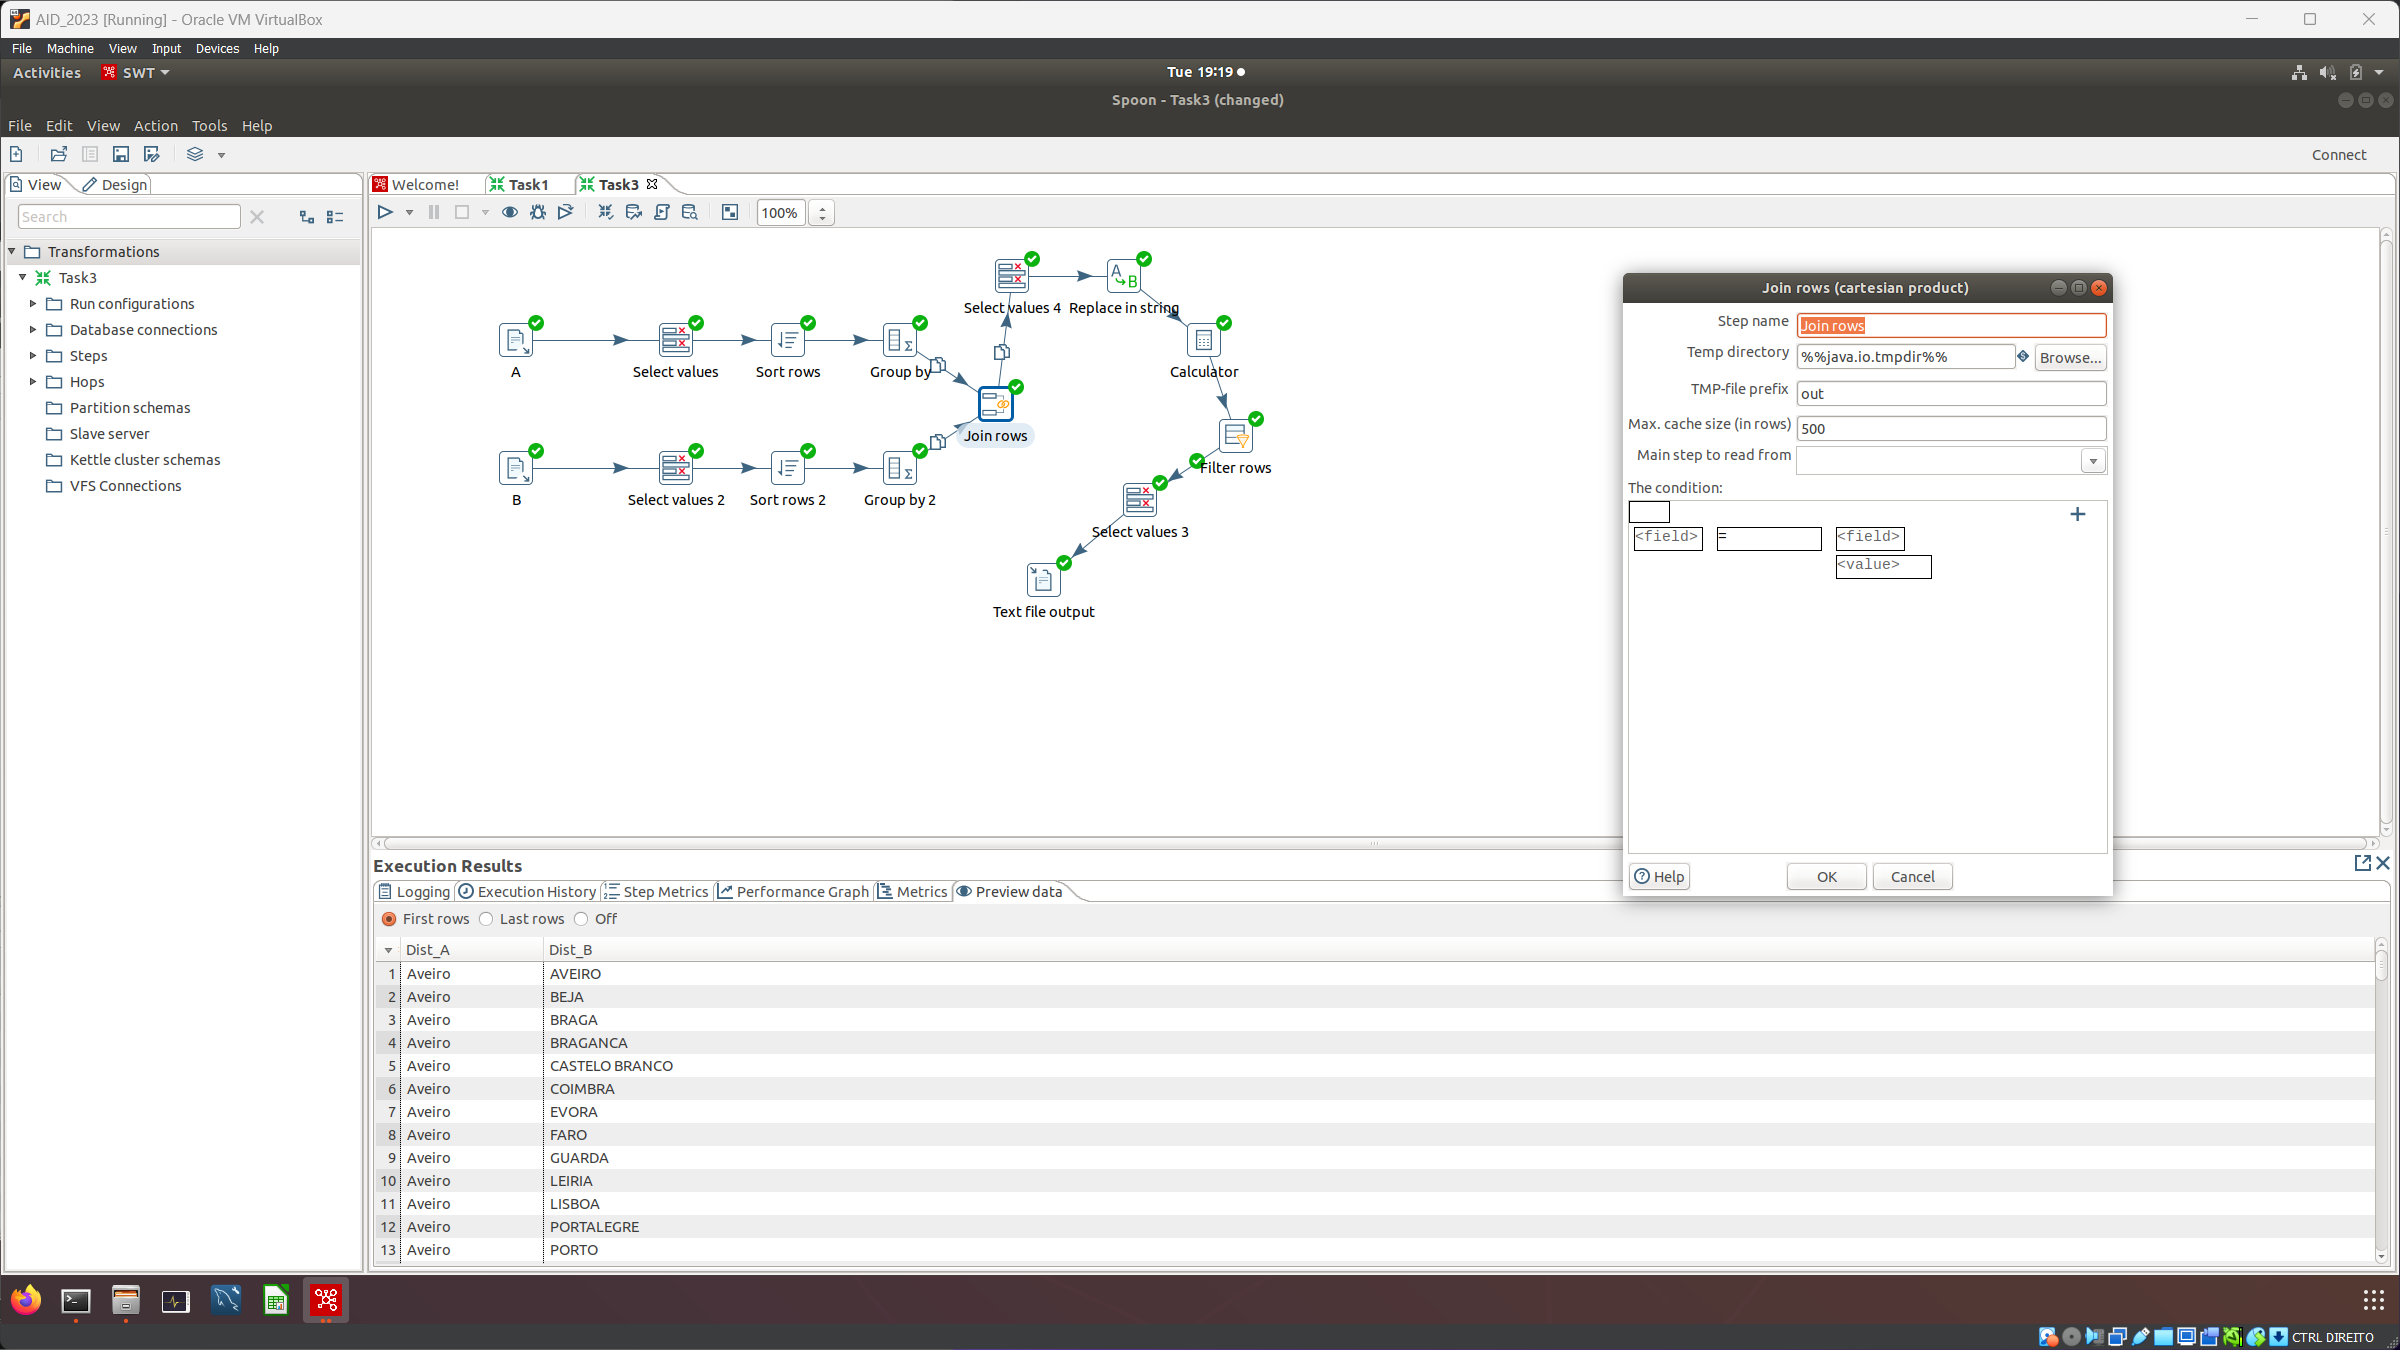 AID_2023 [Running] - Oracle VM VirtualBox
File Machine View Input Devices Help
Activities SWT Tue 19:19
Spoon - Task3 (changed)
File Edit View Action Tools Help
Connect
View Design
Welcome! Task1 Task3
Search
100%
Transformations
Task3
Run configurations
Database connections
Steps
Hops
Partition schemas
Slave server
Kettle cluster schemas
VFS Connections
Select values 4 Replace in string
A Select values Sort rows Group by Calculator
Join rows
Filter rows
B Select values 2 Sort rows 2 Group by 2
Select values 3
Text file output
Join rows (cartesian product)
Step name Join rows
Temp directory %%java.io.tmpdir%% Browse...
TMP-file prefix out
Max. cache size (in rows) 500
Main step to read from
The condition:
<field> = <field>
<value>
Help OK Cancel
Execution Results
Logging Execution History Step Metrics Performance Graph Metrics Preview data
First rows Last rows Off
Dist_A Dist_B
1 Aveiro AVEIRO
2 Aveiro BEJA
3 Aveiro BRAGA
4 Aveiro BRAGANCA
5 Aveiro CASTELO BRANCO
6 Aveiro COIMBRA
7 Aveiro EVORA
8 Aveiro FARO
9 Aveiro GUARDA
10 Aveiro LEIRIA
11 Aveiro LISBOA
12 Aveiro PORTALEGRE
13 Aveiro PORTO
CTRL DIREITO